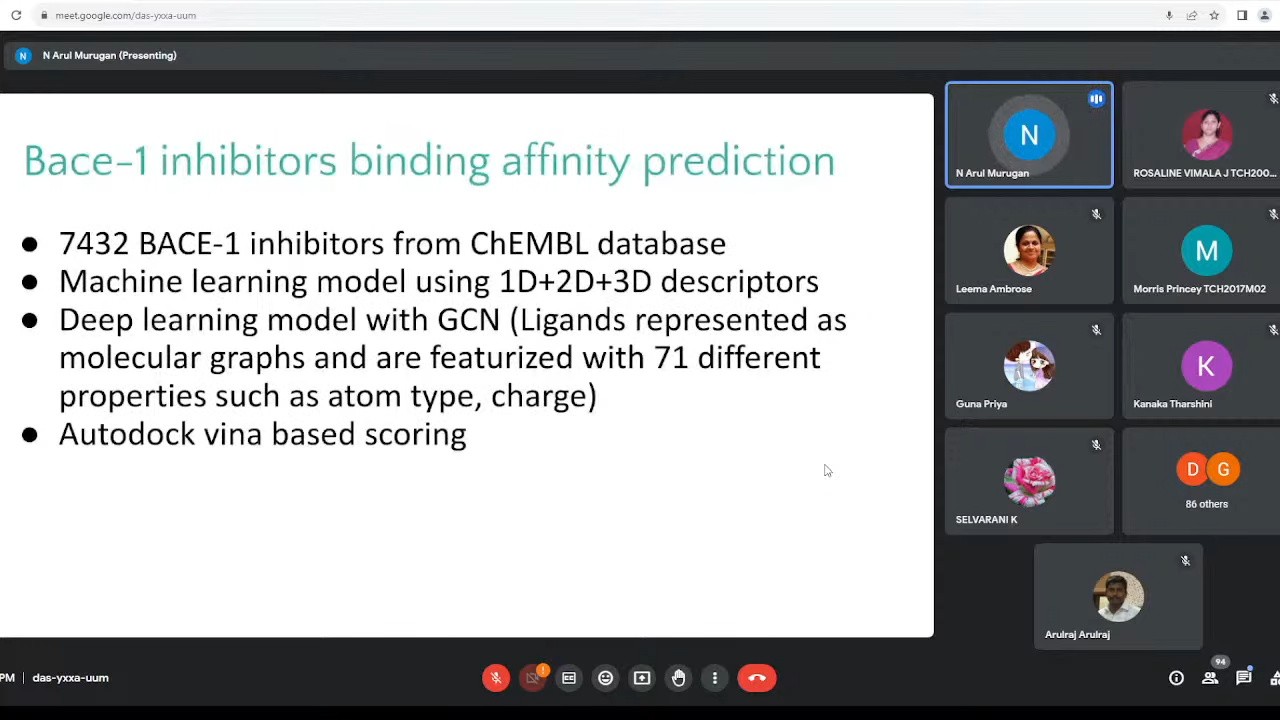 meet.google.com/das-yxxa-uum
N N Arul Murugan (Presenting)
Bace-1 inhibitors binding affinity prediction
● 7432 BACE-1 inhibitors from ChEMBL database
● Machine learning model using 1D+2D+3D descriptors
● Deep learning model with GCN (Ligands represented as
molecular graphs and are featurized with 71 different
properties such as atom type, charge)
● Autodock vina based scoring
N
N Arul Murugan
ROSALINE VIMALA J TCH200...
Leema Ambrose
M
Morris Princey TCH2017M02
Guna Priya
K
Kanaka Tharshini
SELVARANI K
D G
86 others
Arulraj Arulraj
PM | das-yxxa-uum
94